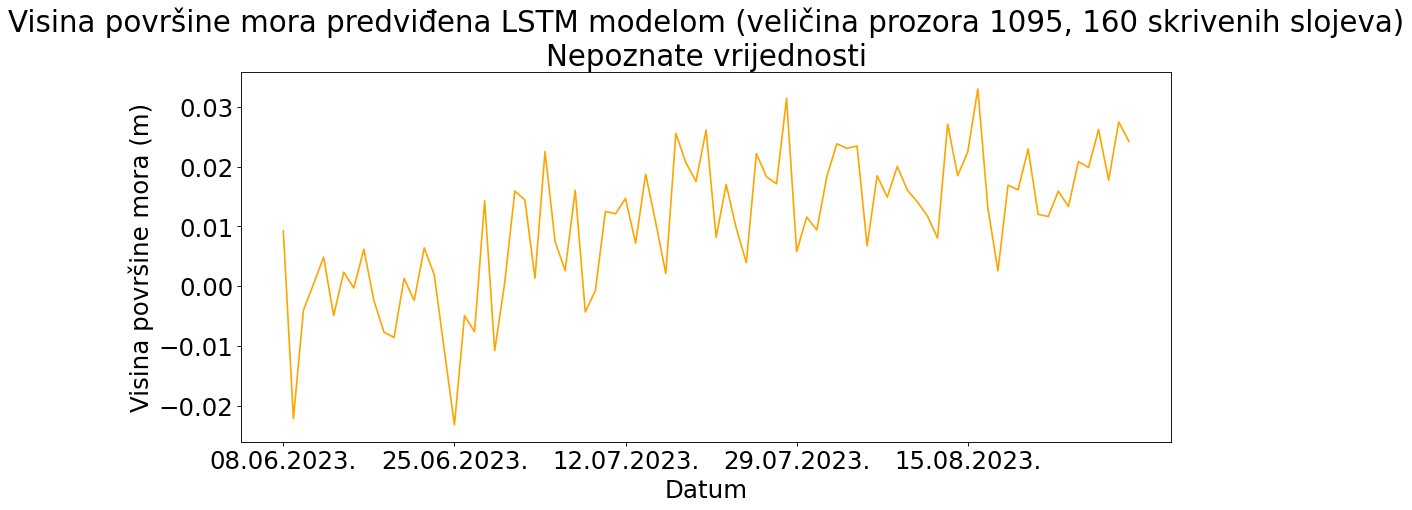 Visina površine mora predviđena LSTM modelom (veličina prozora 1095, 160 skrivenih slojeva)
Nepoznate vrijednosti
Visina površine mora (m)
0.03
0.02
0.01
0.00
−0.01
−0.02
08.06.2023. 25.06.2023. 12.07.2023. 29.07.2023. 15.08.2023.
Datum